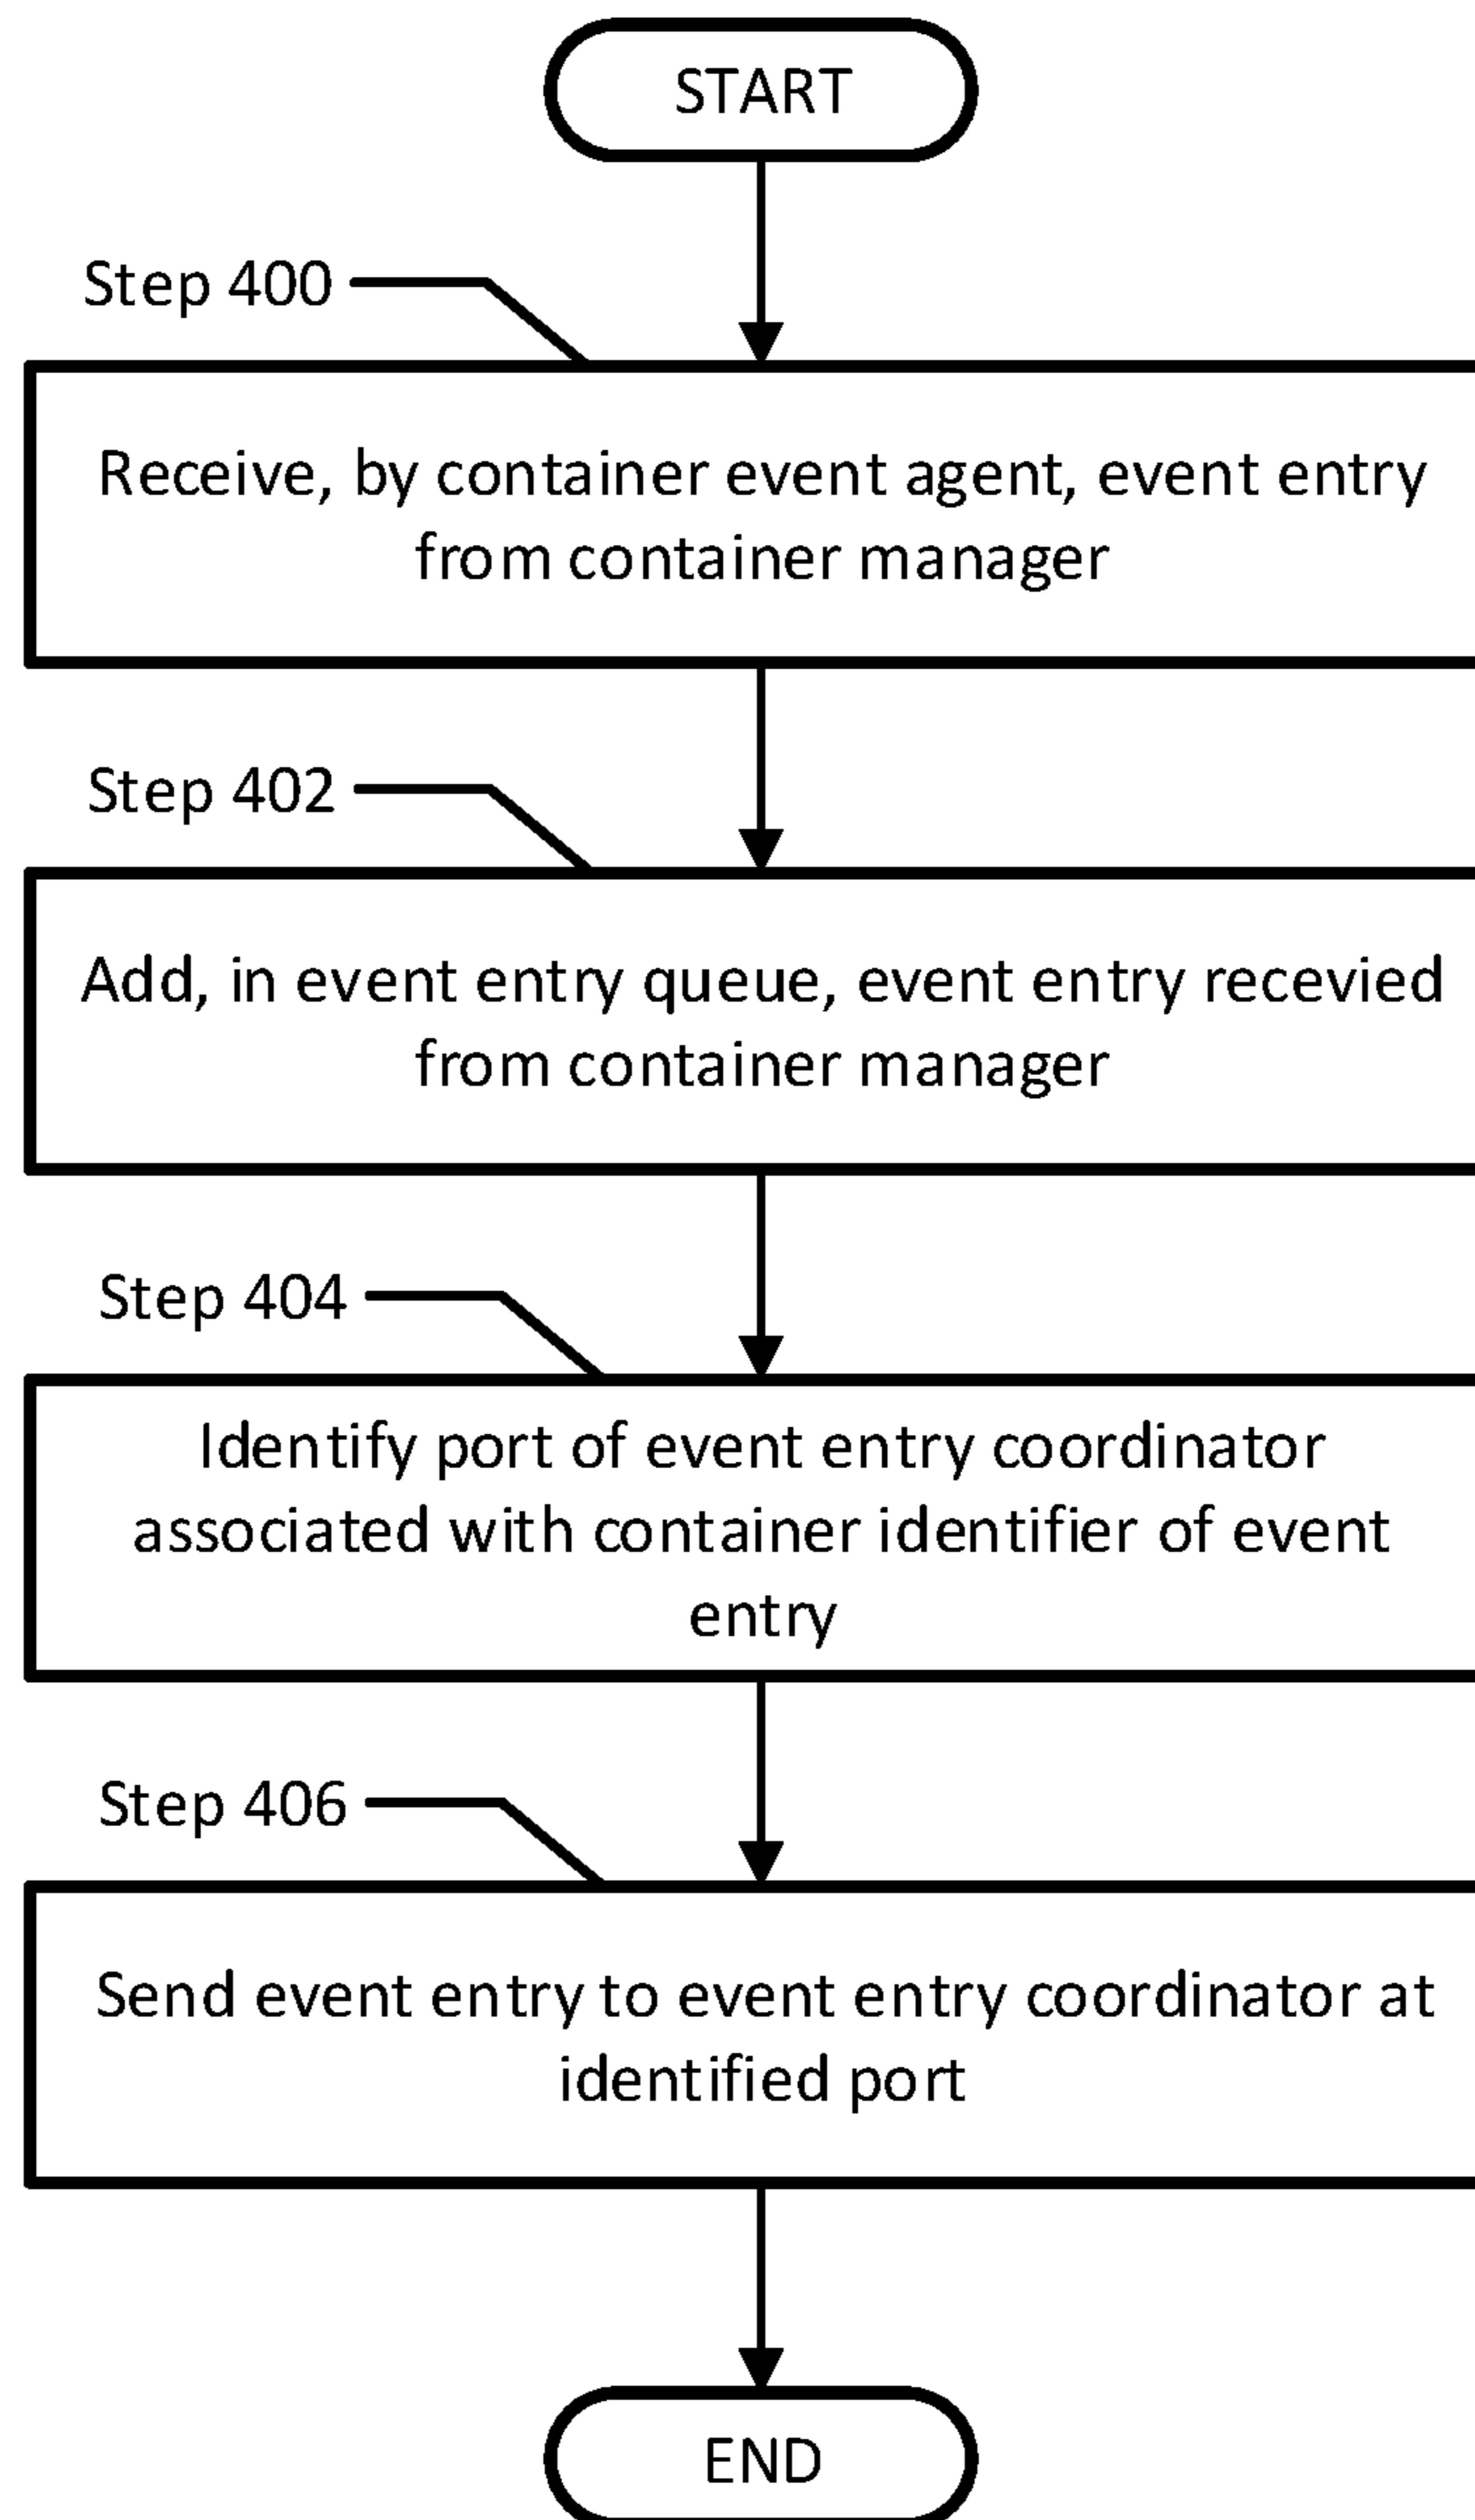 START
Step 400
Receive, by container event agent, event entry
from container manager
Step 402
Add, in event entry queue, event entry recevied
from container manager
Step 404
Identify port of event entry coordinator
associated with container identifier of event
entry
Step 406
Send event entry to event entry coordinator at
identified port
END